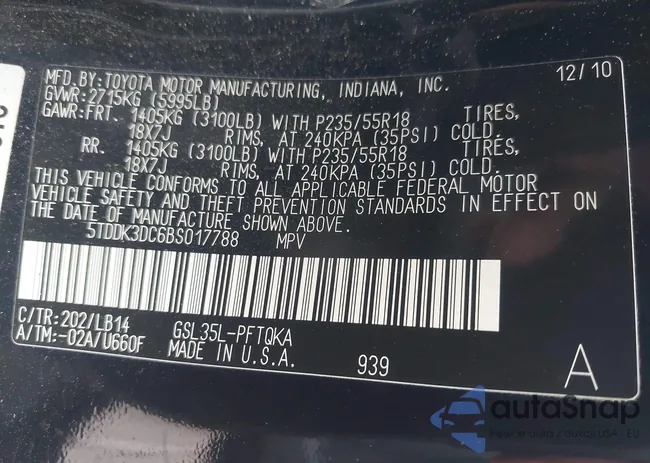 MFD.BY:TOYOTA MOTOR MANUFACTURING, INDIANA, INC. 12/10
GVWR:2715KG (5995LB)
GAWR:FRT. 1405KG (3100LB) WITH P235/55R18 TIRES,
18X7J RIMS, AT 240KPA (35PSI) COLD.
RR. 1405KG (3100LB) WITH P235/55R18 TIRES,
18X7J RIMS, AT 240KPA (35PSI) COLD.
THIS VEHICLE CONFORMS TO ALL APPLICABLE FEDERAL MOTOR
VEHICLE SAFETY AND THEFT PREVENTION STANDARDS IN EFFECT ON
THE DATE OF MANUFACTURE SHOWN ABOVE.
5TDDK3DC6BS017788 MPV
C/TR:202/LB14 GSL35L-PFTQKA
A/TM:-02A/U660F MADE IN U.S.A. 939 A
autoSnap